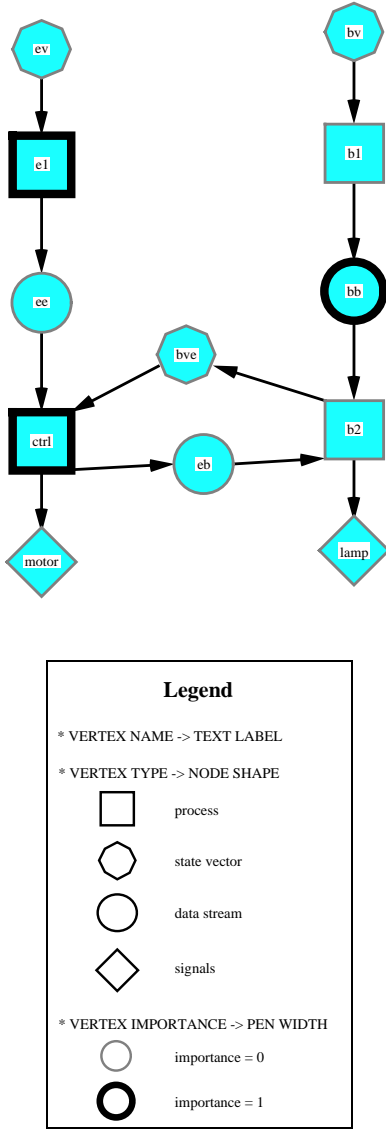 ev
bv
e1
b1
ee
bb
bve
ctrl
b2
eb
motor
lamp
Legend
* VERTEX NAME -> TEXT LABEL
* VERTEX TYPE -> NODE SHAPE
process
state vector
data stream
signals
* VERTEX IMPORTANCE -> PEN WIDTH
importance = 0
importance = 1